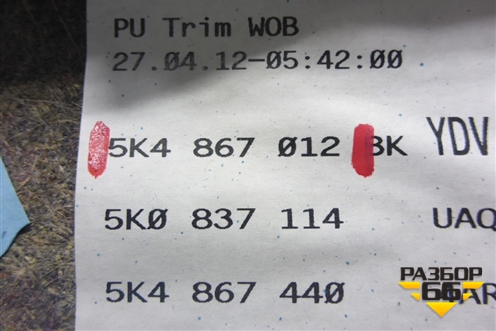 PU Trim WOB
27.04.12-05:42:00
5K4 867 012 BK YDV
5K0 837 114 UAQ
5K4 867 440
РАЗБОР
66